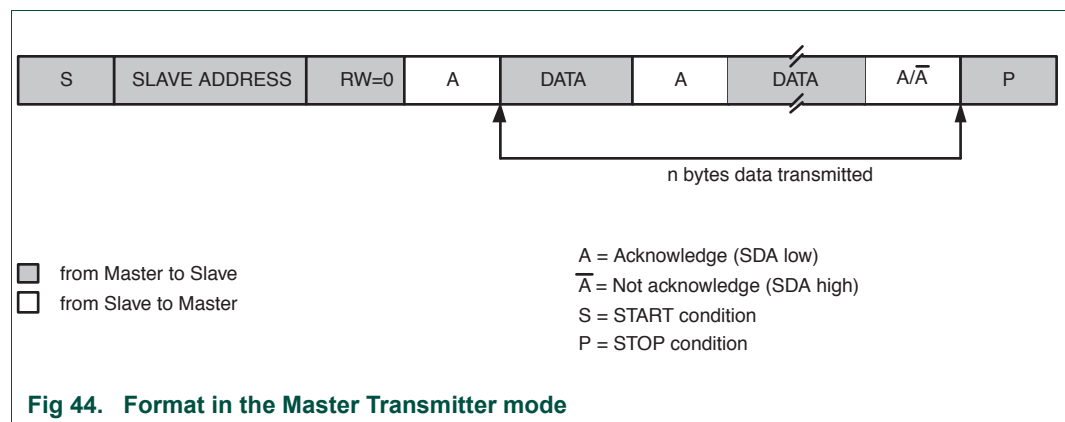 S SLAVE ADDRESS RW=0 A DATA A DATA A/A̅ P
n bytes data transmitted
from Master to Slave
from Slave to Master
A = Acknowledge (SDA low)
A̅ = Not acknowledge (SDA high)
S = START condition
P = STOP condition
Fig 44. Format in the Master Transmitter mode